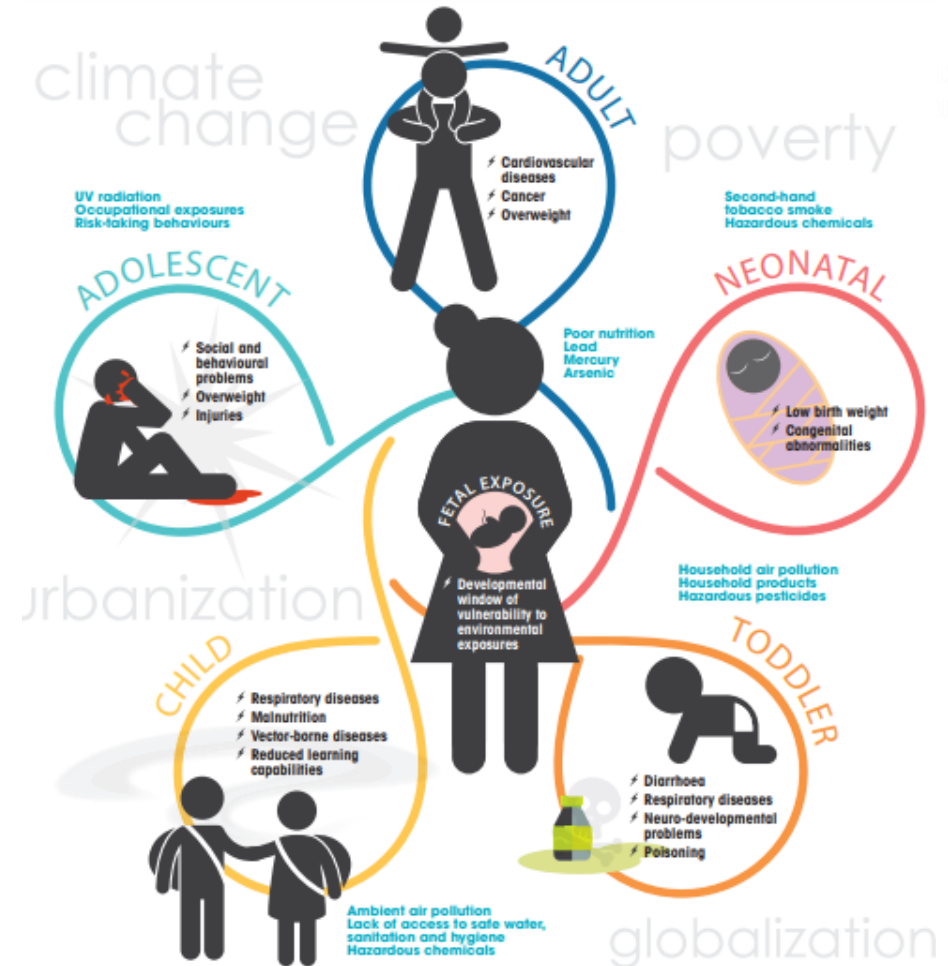 climate
change
poverty
ADULT
Cardiovascular
diseases
Cancer
Overweight
UV radiation
Occupational exposures
Risk-taking behaviours
ADOLESCENT
Social and
behavioural
problems
Overweight
Injuries
Second-hand
tobacco smoke
Hazardous chemicals
NEONATAL
Low birth weight
Congenital
abnormalities
Poor nutrition
Lead
Mercury
Arsenic
FETAL EXPOSURE
Developmental
window of
vulnerability to
environmental
exposures
urbanization
Household air pollution
Household products
Hazardous pesticides
CHILD
Respiratory diseases
Malnutrition
Vector-borne diseases
Reduced learning
capabilities
TODDLER
Diarrhoea
Respiratory diseases
Neuro-developmental
problems
Poisoning
Ambient air pollution
Lack of access to safe water,
sanitation and hygiene
Hazardous chemicals
globalization